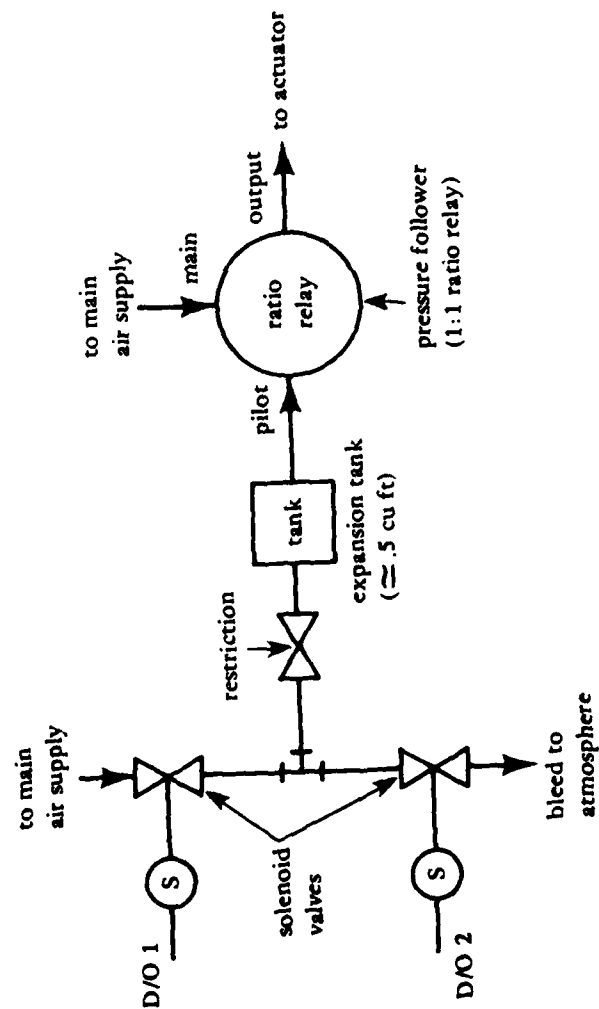 D/O 1
S
to main
air supply
solenoid
valves
D/O 2
S
bleed to
atmosphere
restriction
tank
expansion tank
(≃ .5 cu ft)
pilot
to main
air supply
main
ratio
relay
output
to actuator
pressure follower
(1:1 ratio relay)